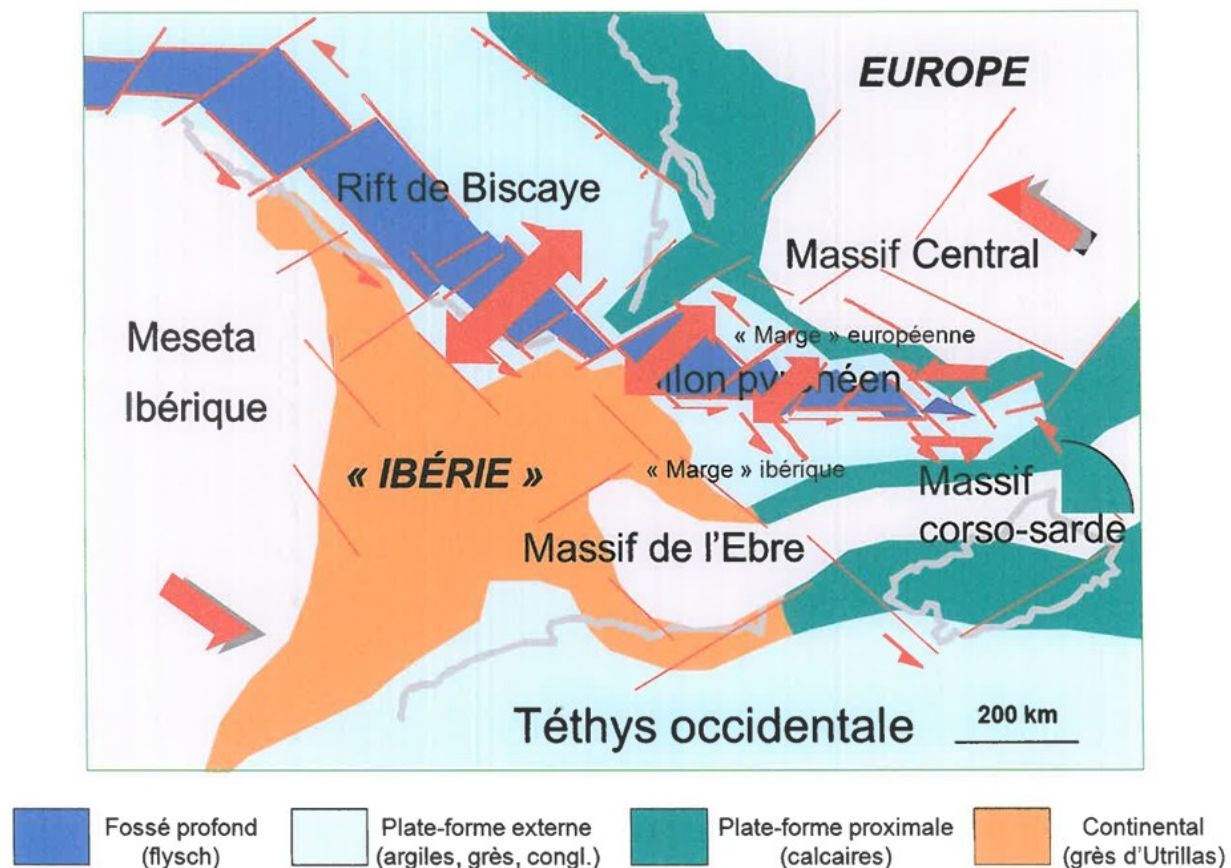 EUROPE
Rift de Biscaye
Massif Central
Meseta
Ibérique
« Marge » européenne
pyrénéen
« IBÉRIE »
« Marge » ibérique
Massif
corso-sarde
Massif de l'Ebre
Téthys occidentale
200 km
Fossé profond
(flysch)
Plate-forme externe
(argiles, grès, congl.)
Plate-forme proximale
(calcaires)
Continental
(grès d'Utrillas)